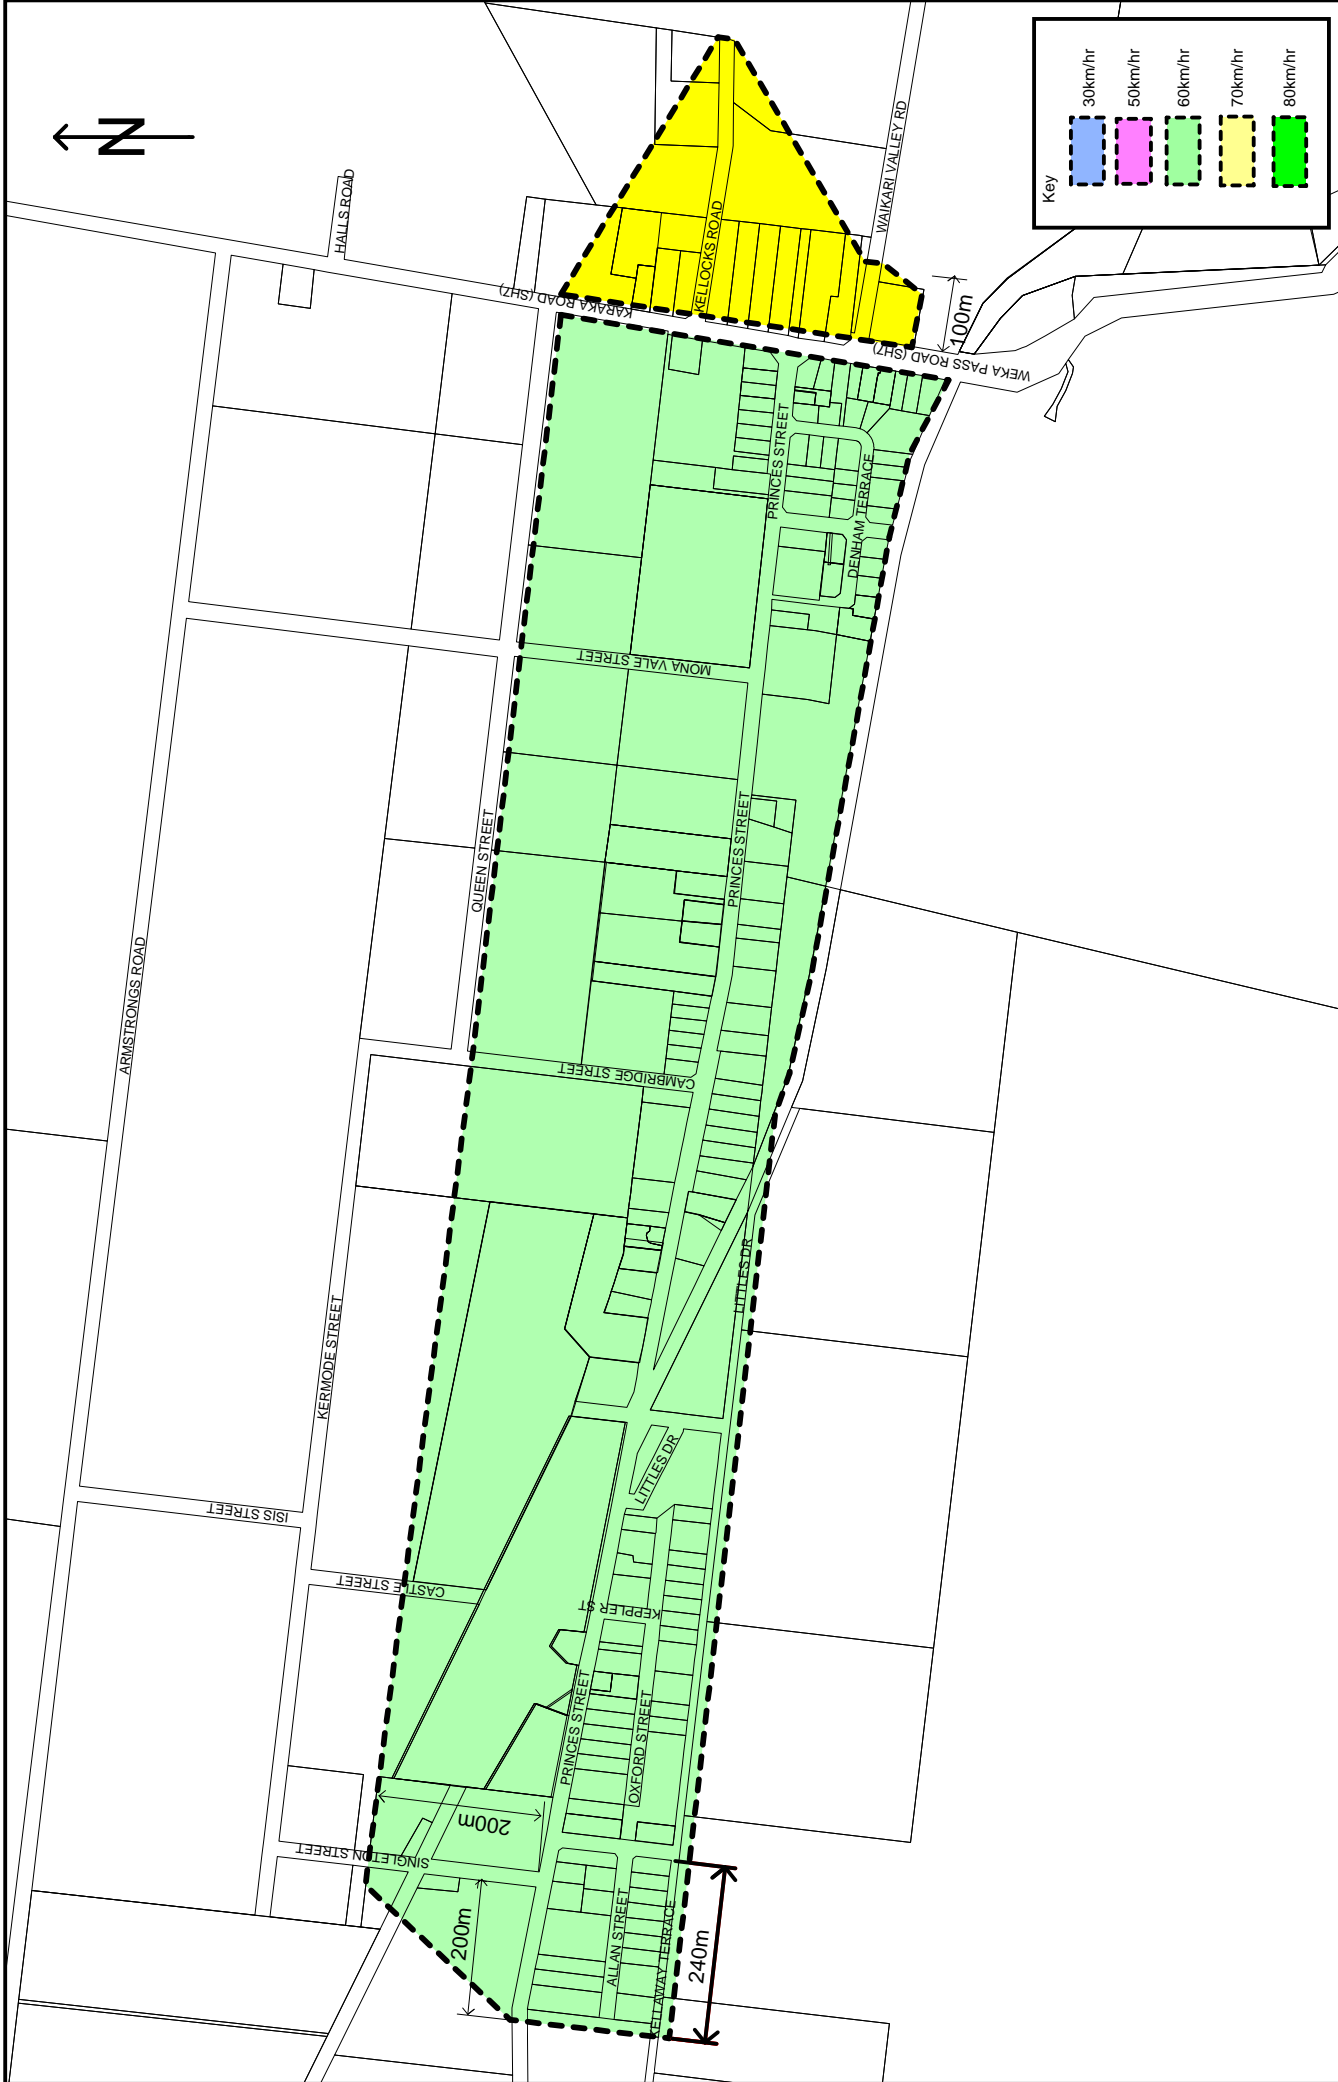 N
HALLS ROAD
KARAKA ROAD (SH7)
KELLOCKS ROAD
WAIKARI VALLEY RD
WEKA PASS ROAD (SH7)
100m
Key
30km/hr
50km/hr
60km/hr
70km/hr
80km/hr
PRINCES STREET
DENHAM TERRACE
MONA VALE STREET
QUEEN STREET
PRINCES STREET
ARMSTRONGS ROAD
CAMBRIDGE STREET
LITTLES DR
KERMODE STREET
LITTLES DR
ISIS STREET
CASTLE STREET
KEPPLER ST
PRINCES STREET
OXFORD STREET
200m
SINGLETON STREET
200m
ALLAN STREET
KELLAWAY TERRACE
240m